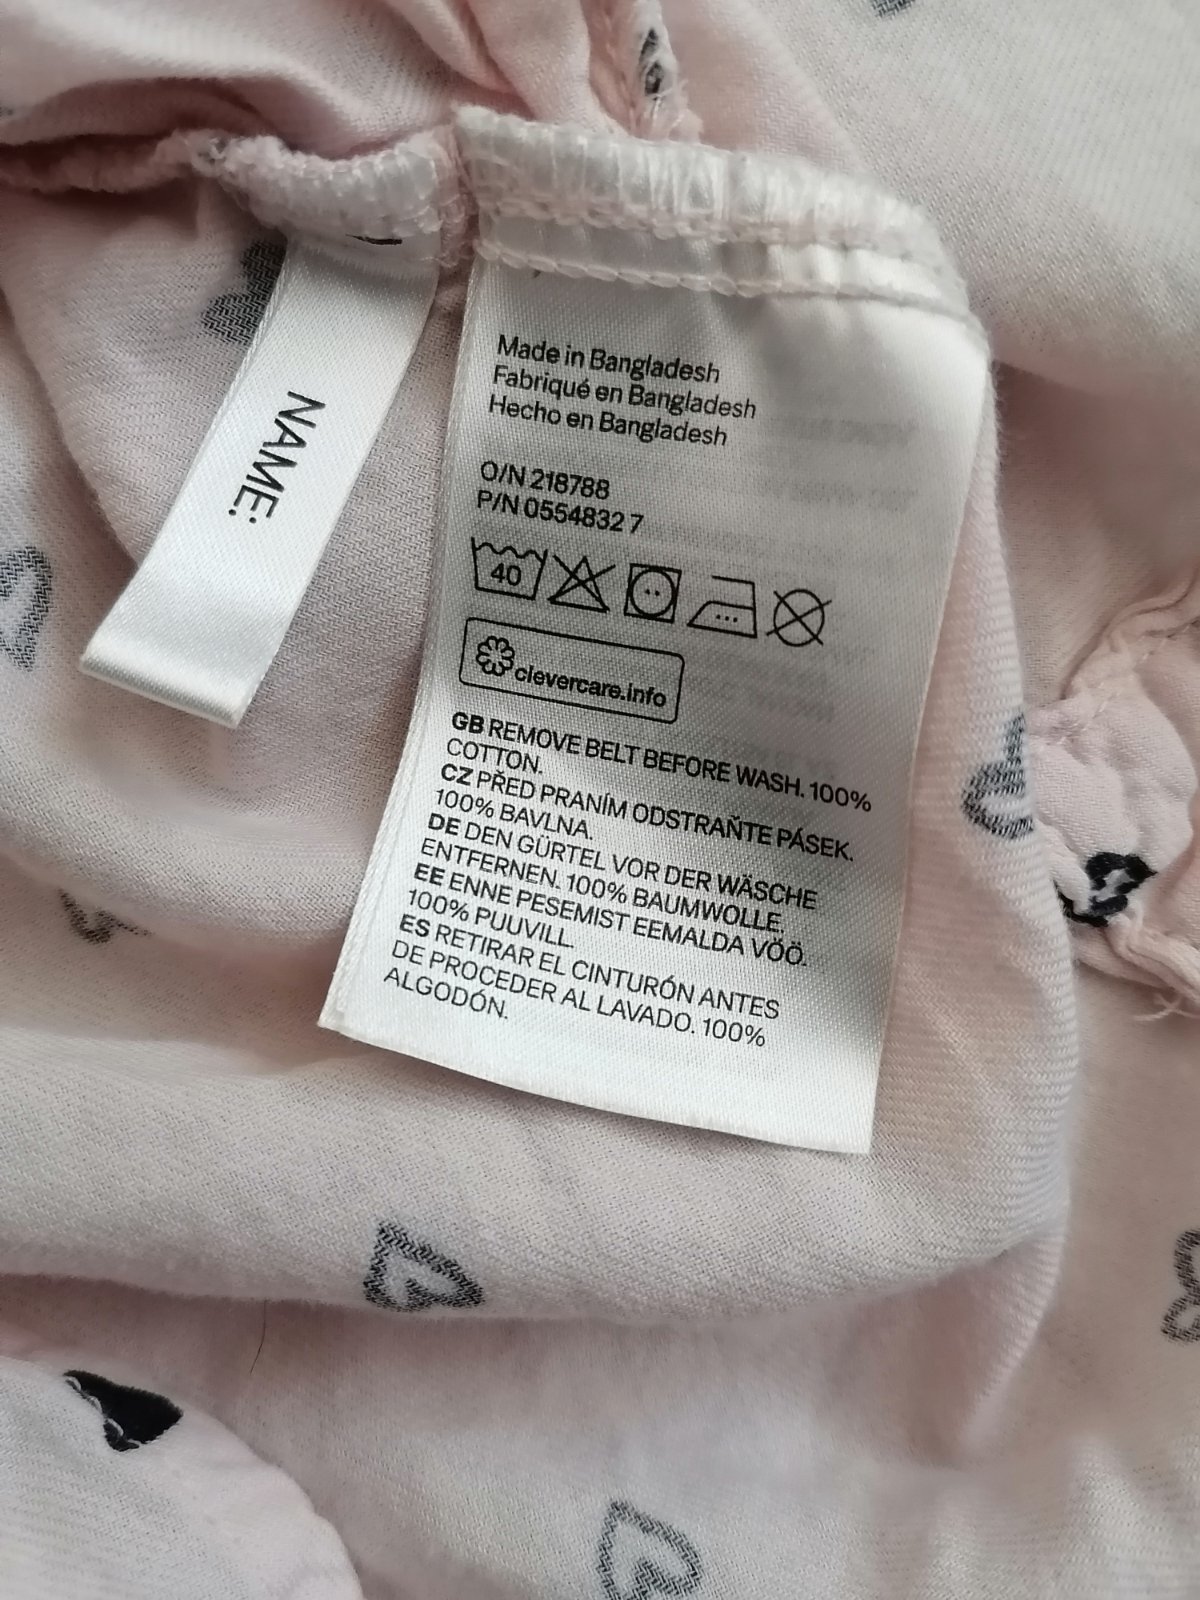 NAME:
Made in Bangladesh
Fabriqué en Bangladesh
Hecho en Bangladesh
O/N 218788
P/N 0554832 7
40
clevercare.info
GB REMOVE BELT BEFORE WASH. 100%
COTTON.
CZ PŘED PRANÍM ODSTRAŇTE PÁSEK.
100% BAVLNA.
DE DEN GÜRTEL VOR DER WÄSCHE
ENTFERNEN. 100% BAUMWOLLE.
EE ENNE PESEMIST EEMALDA VÖÖ.
100% PUUVILL.
ES RETIRAR EL CINTURÓN ANTES
DE PROCEDER AL LAVADO. 100%
ALGODÓN.